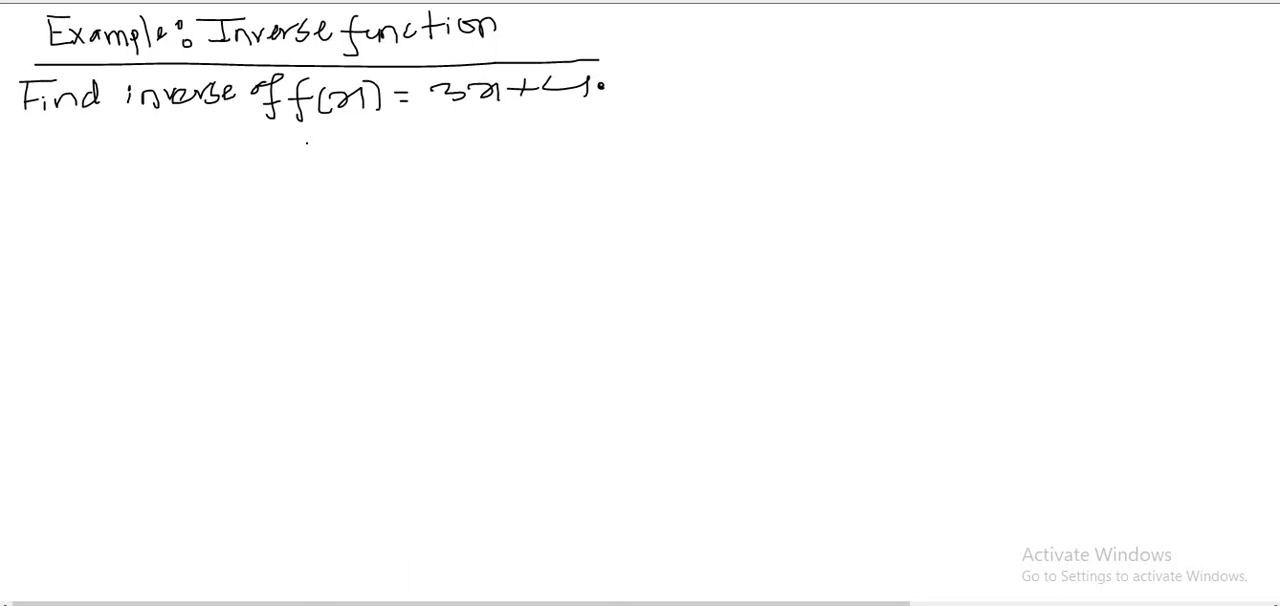 Example: Inverse function
Find inverse of f(x) = 3x+4.
Activate Windows
Go to Settings to activate Windows.